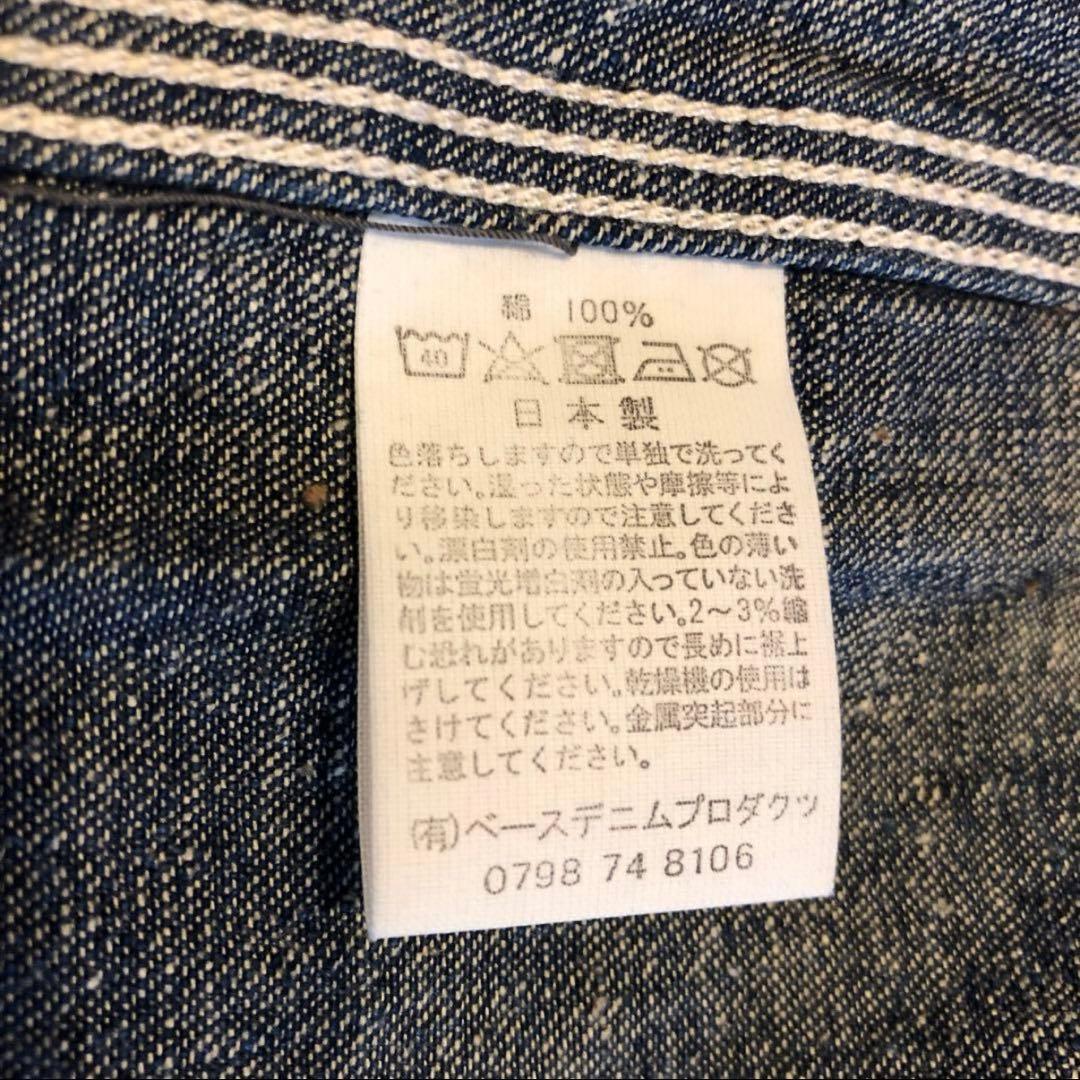 綿 100%
40
日本製
色落ちしますので単独で洗ってく
ださい。湿った状態や摩擦等によ
り移染しますので注意してくださ
い。漂白剤の使用禁止。色の薄い
物は蛍光増白剤の入っていない洗
剤を使用してください。2〜3%縮
む恐れがありますので長めに裾上
げしてください。乾燥機の使用は
さけてください。金属突起部分に
注意してください。
(有)ベースデニムプロダクツ
0798 74 8106